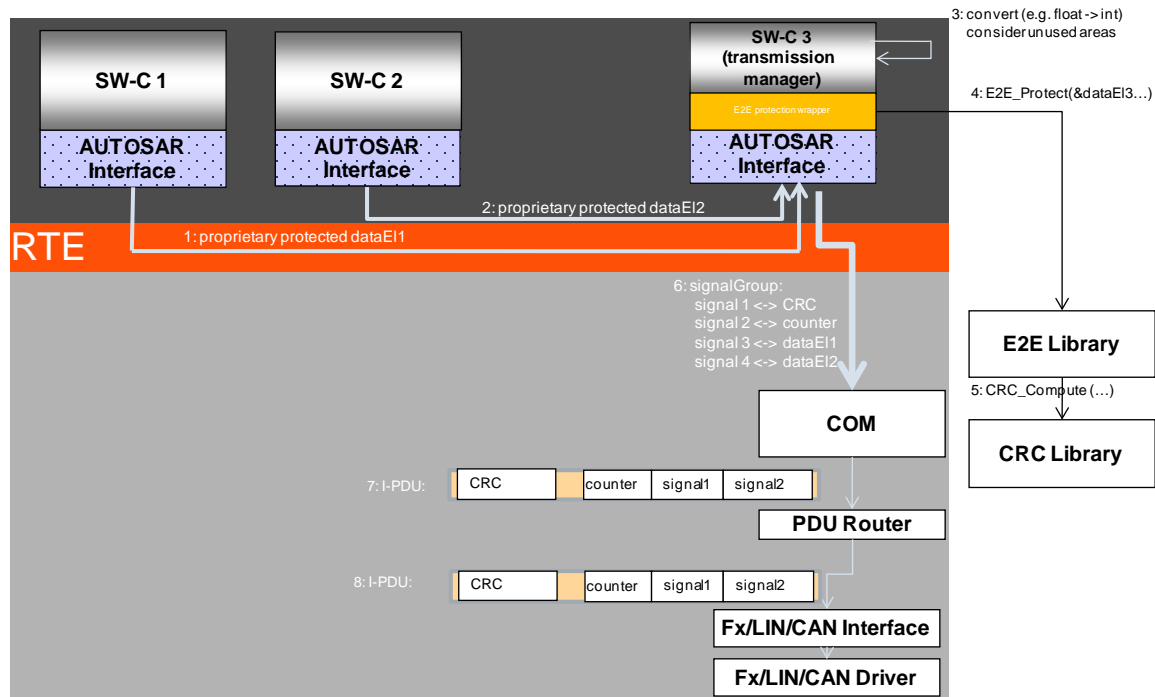 3: convert (e.g. float -> int)
consider unused areas
SW-C 1
SW-C 2
SW-C 3
(transmission
manager)
4: E2E_Protect(&dataEl3…)
E2E protection wrapper
AUTOSAR
Interface
AUTOSAR
Interface
AUTOSAR
Interface
2: proprietary protected dataEl2
1: proprietary protected dataEl1
RTE
6: signalGroup:
signal 1 <-> CRC
signal 2 <-> counter
signal 3 <-> dataEl1
signal 4 <-> dataEl2
E2E Library
5: CRC_Compute (…)
COM
CRC Library
7: I-PDU:
CRC
counter
signal1
signal2
PDU Router
8: I-PDU:
CRC
counter
signal1
signal2
Fx/LIN/CAN Interface
Fx/LIN/CAN Driver